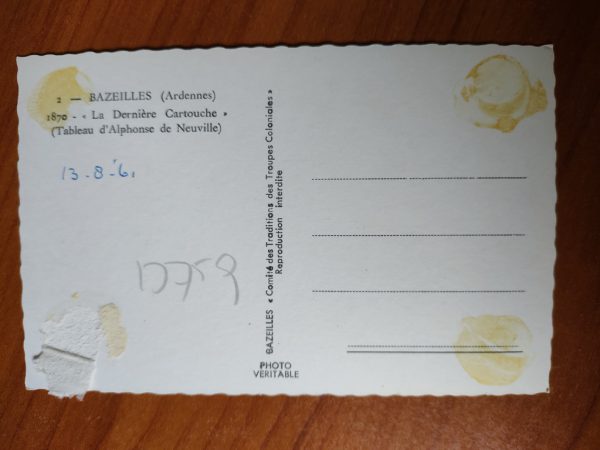 2 — BAZEILLES (Ardennes)
1870 - « La Dernière Cartouche »
(Tableau d'Alphonse de Neuville)
13-8-61
BAZEILLES « Comité des Traditions des Troupes Coloniales »
Reproduction interdite
PHOTO
VERITABLE